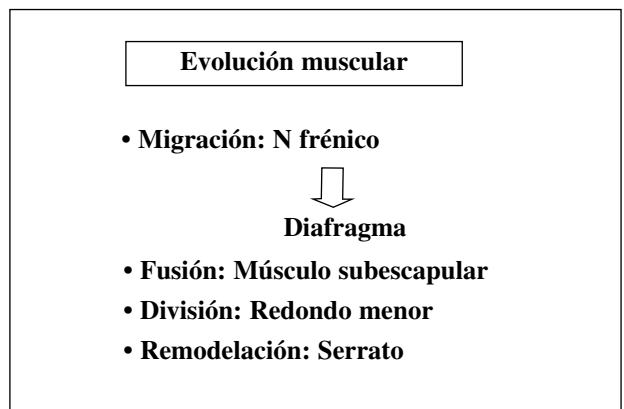 Evolución muscular
• Migración: N frénico
Diafragma
• Fusión: Músculo subescapular
• División: Redondo menor
• Remodelación: Serrato